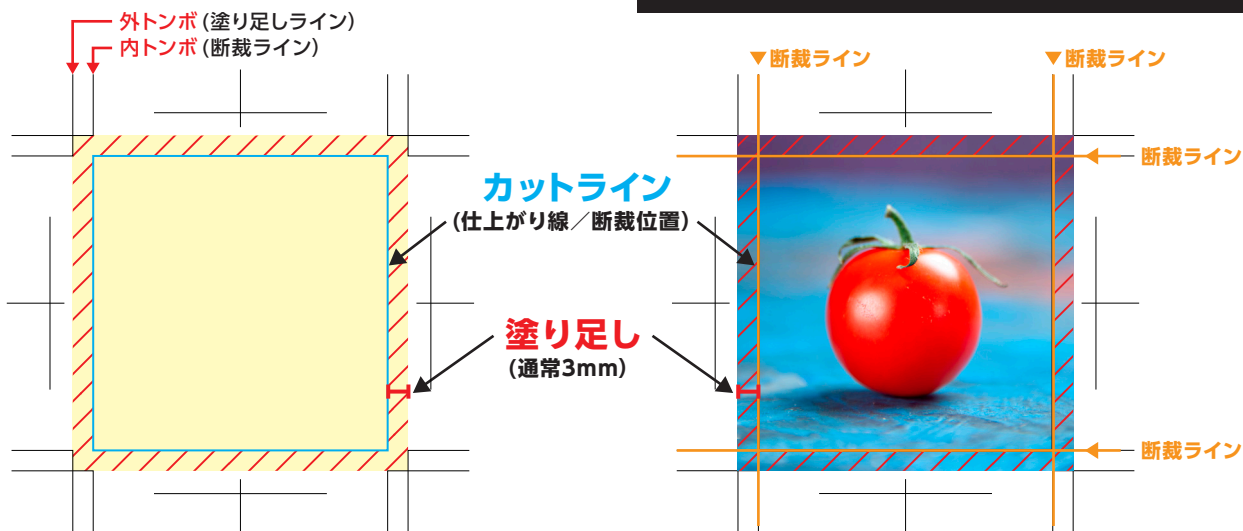 外トンボ(塗り足しライン)
内トンボ(断裁ライン)
▼断裁ライン
▼断裁ライン
断裁ライン
カットライン
(仕上がり線/断裁位置)
塗り足し
(通常3mm)
断裁ライン